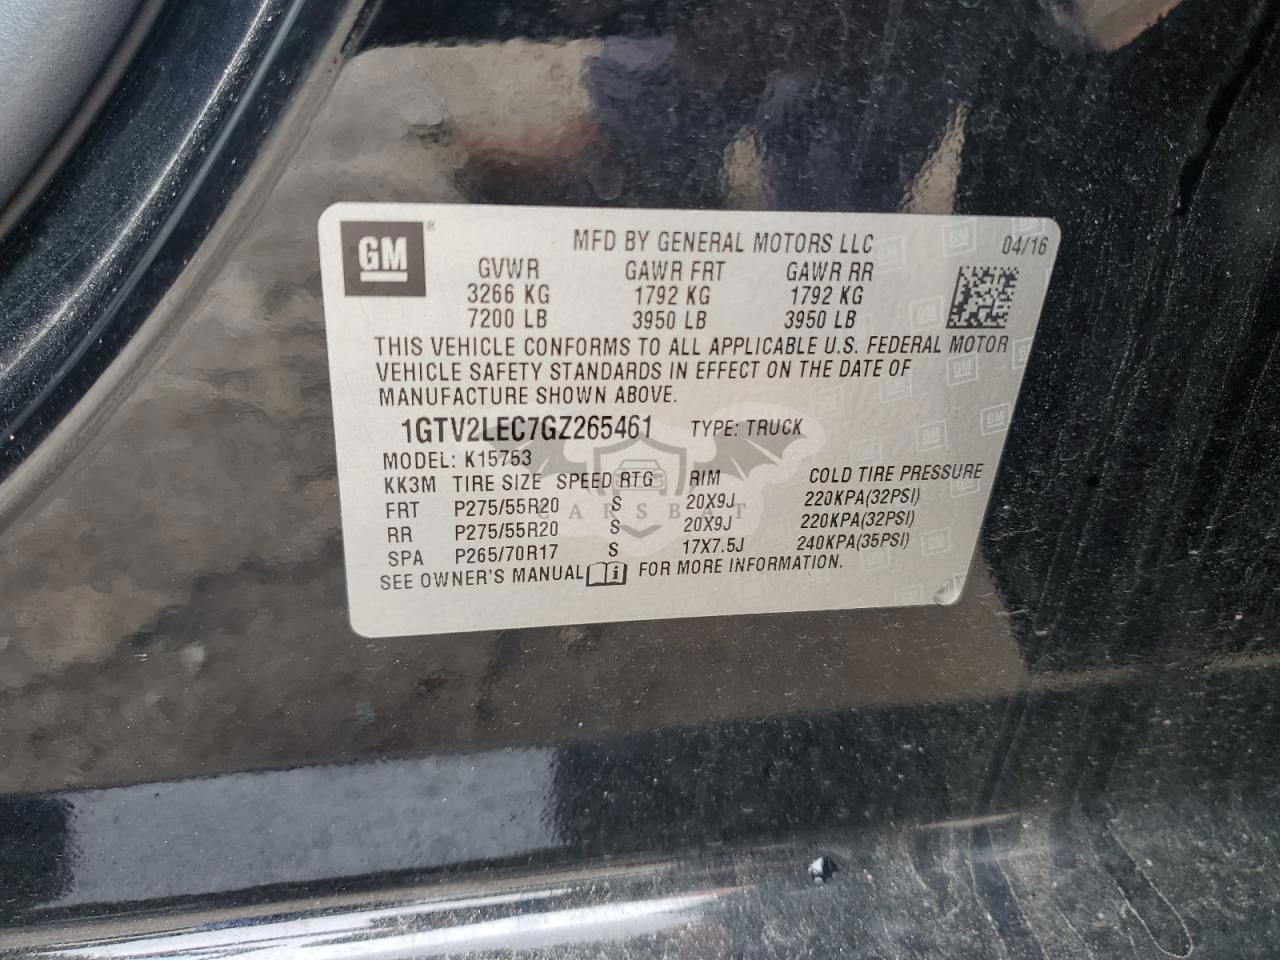 GM ®
MFD BY GENERAL MOTORS LLC 04/16
GVWR GAWR FRT GAWR RR
3266 KG 1792 KG 1792 KG
7200 LB 3950 LB 3950 LB
THIS VEHICLE CONFORMS TO ALL APPLICABLE U.S. FEDERAL MOTOR
VEHICLE SAFETY STANDARDS IN EFFECT ON THE DATE OF
MANUFACTURE SHOWN ABOVE.
1GTV2LEC7GZ265461 TYPE: TRUCK
MODEL: K15753
KK3M TIRE SIZE SPEED RTG RIM COLD TIRE PRESSURE
FRT P275/55R20 S 20X9J 220KPA(32PSI)
RR P275/55R20 S 20X9J 220KPA(32PSI)
SPA P265/70R17 S 17X7.5J 240KPA(35PSI)
SEE OWNER'S MANUAL i FOR MORE INFORMATION.
CARSBAT